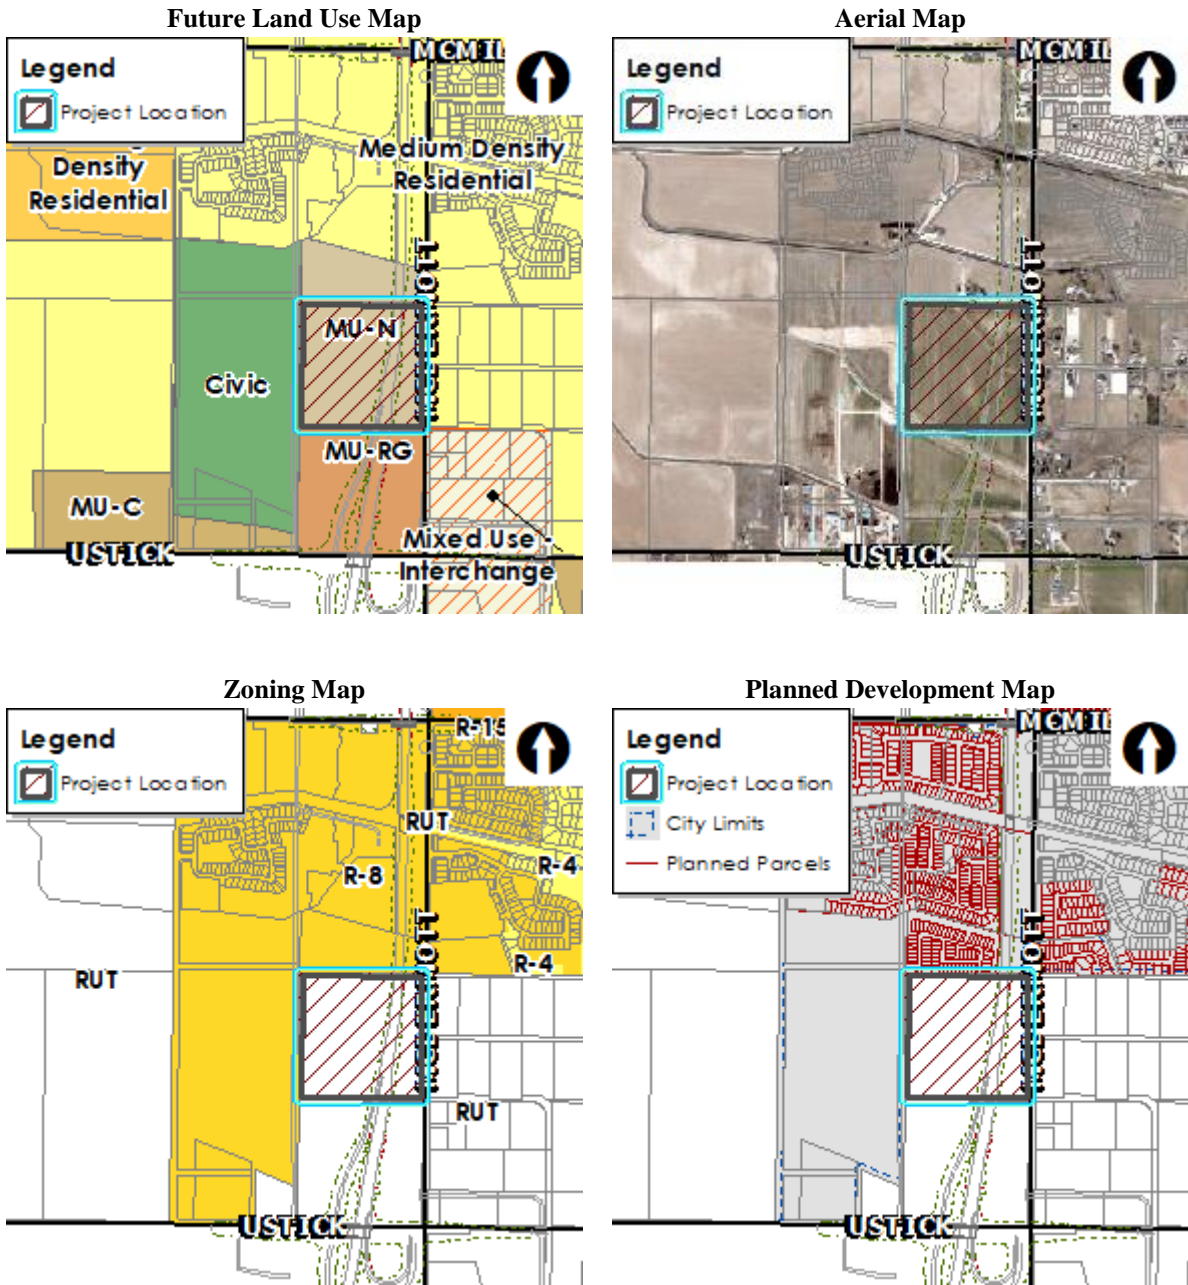 Future Land Use Map
Legend
Project Location
MCMIL
Density
Residential
Medium Density
Residential
MU-N
Civic
MU-RG
MU-C
Mixed Use -
Interchange
USTICK
Aerial Map
Legend
Project Location
MCMIL
USTICK
Zoning Map
Legend
Project Location
R-15
RUT
R-4
R-8
R-4
RUT
RUT
USTICK
Planned Development Map
Legend
Project Location
City Limits
Planned Parcels
MCMIL
USTICK